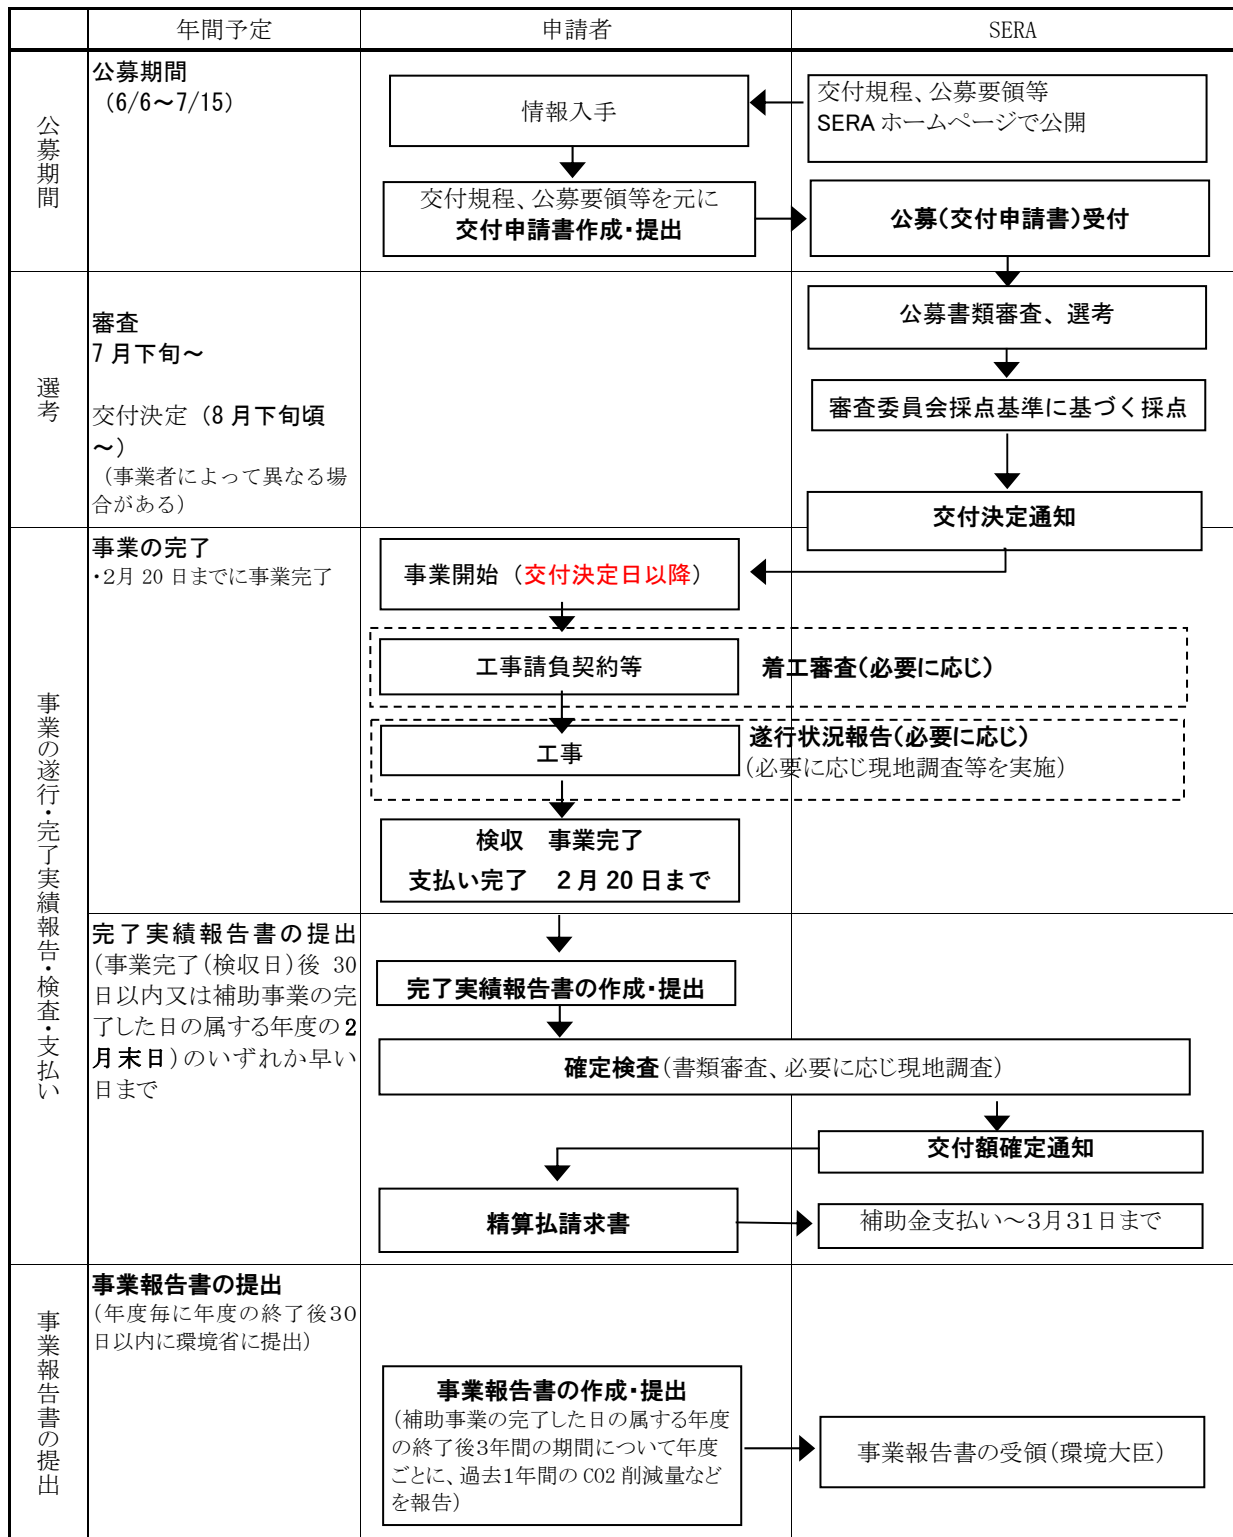 年間予定
申請者
SERA
公募期間
公募期間
（6/6～7/15）
情報入手
交付規程、公募要領等
SERA ホームページで公開
交付規程、公募要領等を元に
交付申請書作成・提出
公募（交付申請書）受付
選考
審査
7 月下旬～
交付決定（8 月下旬頃
～）
（事業者によって異なる場
合がある）
公募書類審査、選考
審査委員会採点基準に基づく採点
交付決定通知
事業の遂行・完了実績報告・検査・支払い
事業の完了
・2月 20 日までに事業完了
事業開始（交付決定日以降）
工事請負契約等
着工審査（必要に応じ）
工事
遂行状況報告（必要に応じ）
（必要に応じ現地調査等を実施）
検収　事業完了
支払い完了　２月 20 日まで
完了実績報告書の提出
（事業完了（検収日）後 30
日以内又は補助事業の完
了した日の属する年度の２
月末日）のいずれか早い
日まで
完了実績報告書の作成・提出
確定検査（書類審査、必要に応じ現地調査）
交付額確定通知
精算払請求書
補助金支払い～３月３１日まで
事業報告書の提出
事業報告書の提出
（年度毎に年度の終了後３０
日以内に環境省に提出）
事業報告書の作成・提出
（補助事業の完了した日の属する年度
の終了後３年間の期間について年度
ごとに、過去１年間の CO2 削減量など
を報告）
事業報告書の受領（環境大臣）